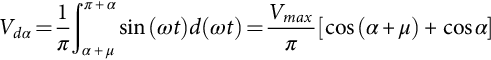 V_{dα} = \frac{1}{π} \int_{α+μ}^{π+α} sin (ωt)d(ωt) = \frac{V_{max}}{π} [cos (α+μ) + cos α]